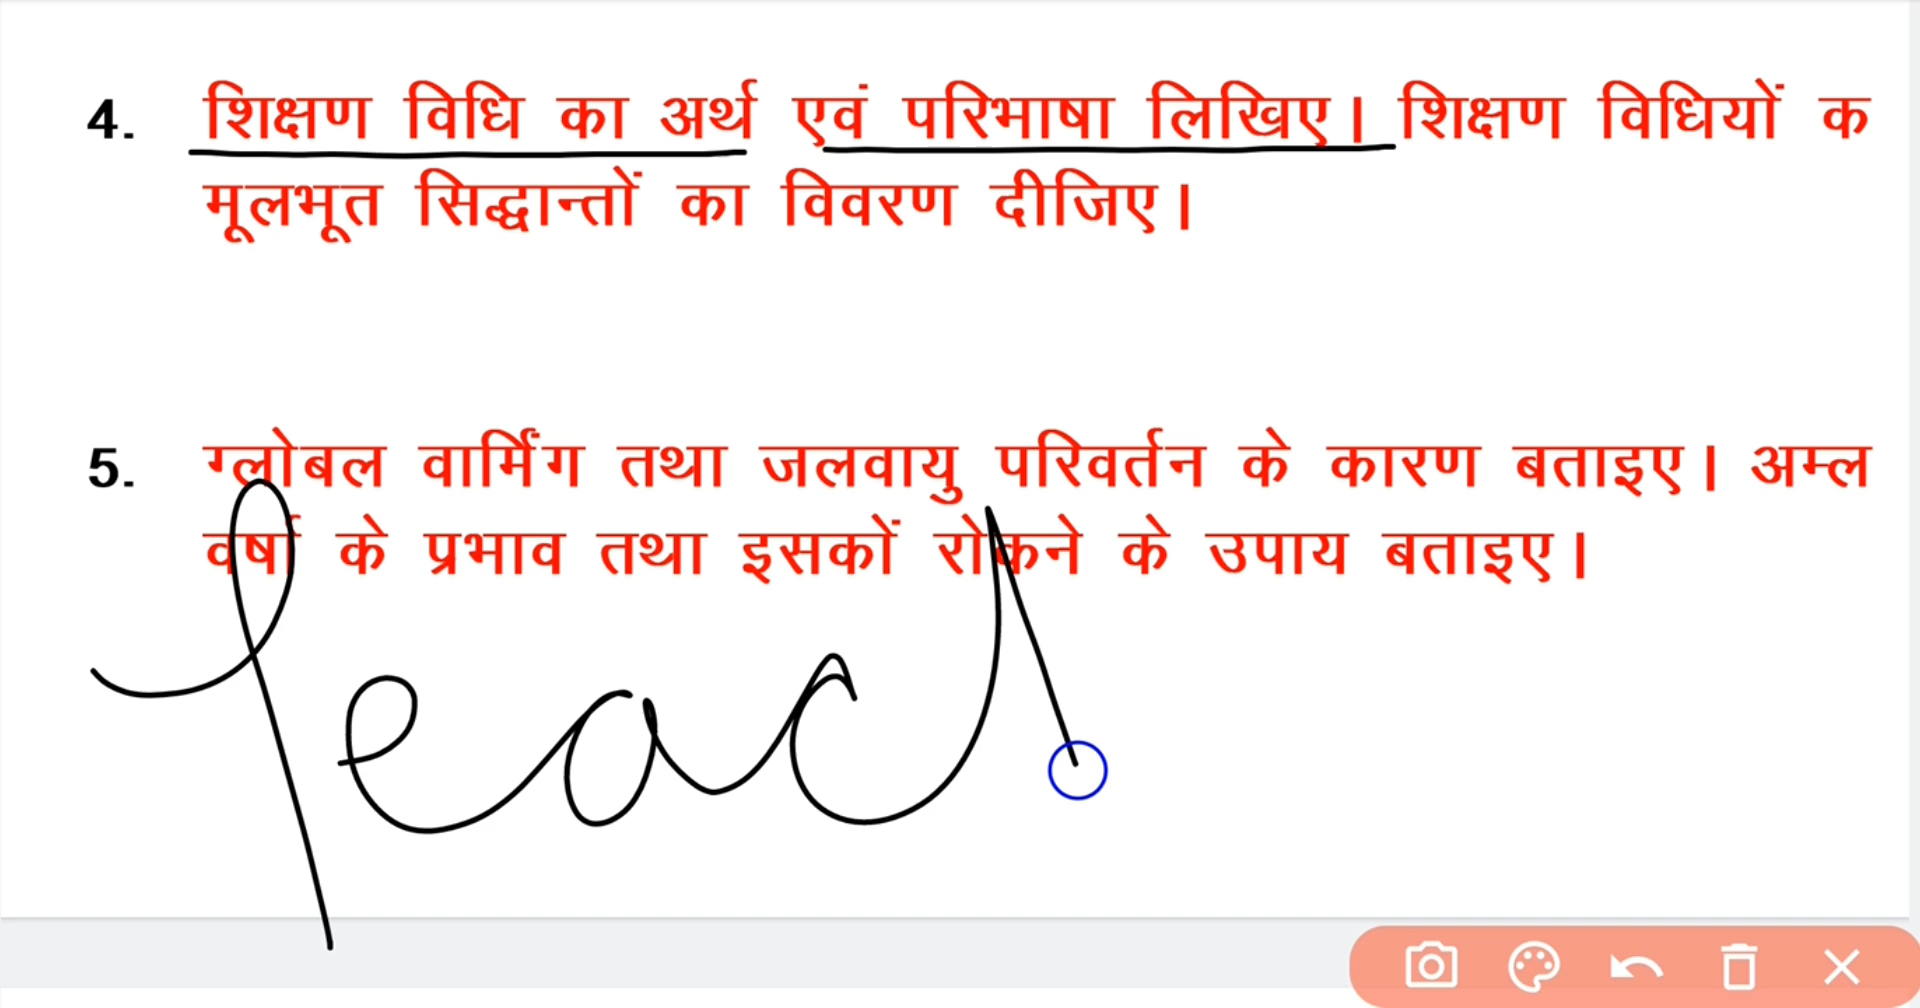 4. शिक्षण विधि का अर्थ एवं परिभाषा लिखिए। शिक्षण विधियों क
मूलभूत सिद्धान्तों का विवरण दीजिए।
5. ग्लोबल वार्मिंग तथा जलवायु परिवर्तन के कारण बताइए। अम्ल
वर्षा के प्रभाव तथा इसकों रोकने के उपाय बताइए।
Teach